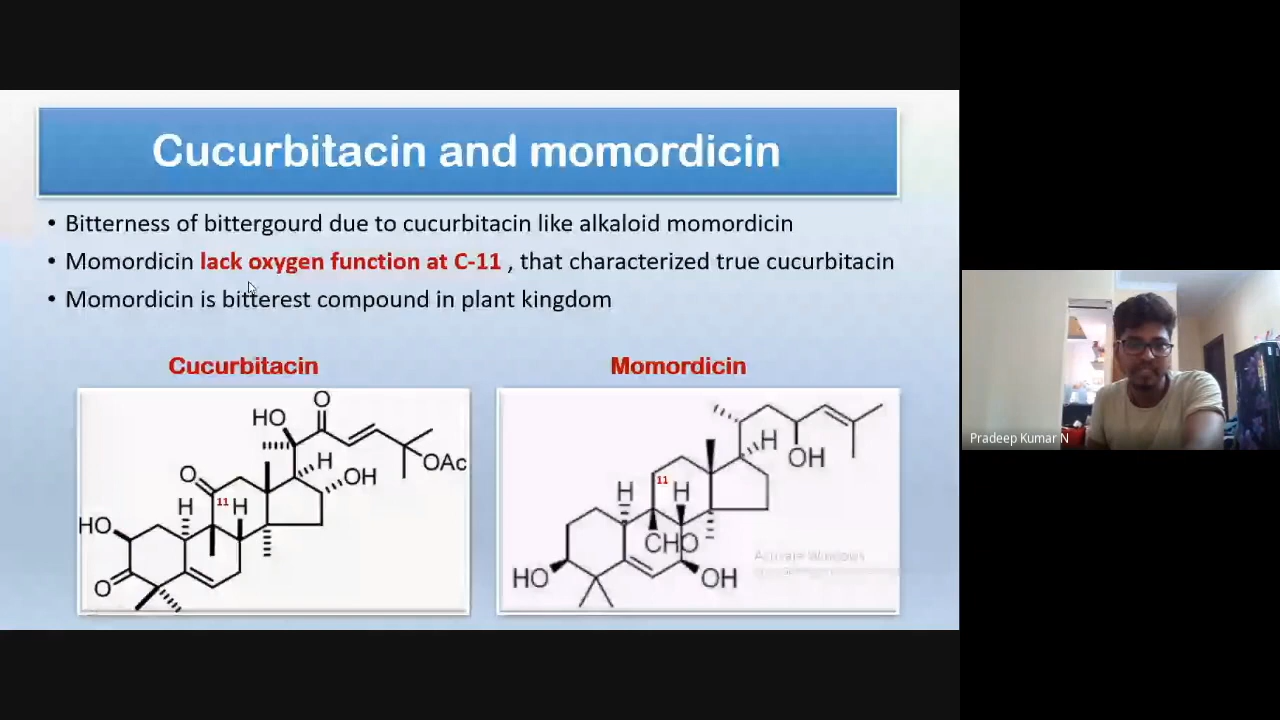 Cucurbitacin and momordicin
• Bitterness of bittergourd due to cucurbitacin like alkaloid momordicin
• Momordicin lack oxygen function at C-11 , that characterized true cucurbitacin
• Momordicin is bitterest compound in plant kingdom
Cucurbitacin
Momordicin
HO
O
OAc
H
OH
O
H
11
H
HO
O
H
OH
11
H
H
CHO
HO
OH
Activate Windows
Pradeep Kumar N